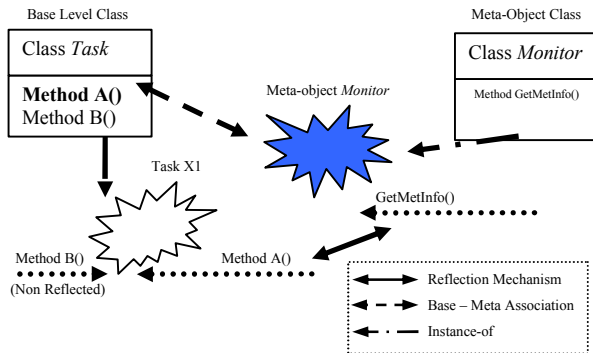 Base Level Class
Meta-Object Class
Class Task
Class Monitor
Method A()
Method B()
Method GetMetInfo()
Meta-object Monitor
Task X1
GetMetInfo()
Method B()
Method A()
(Non Reflected)
Reflection Mechanism
Base – Meta Association
Instance-of